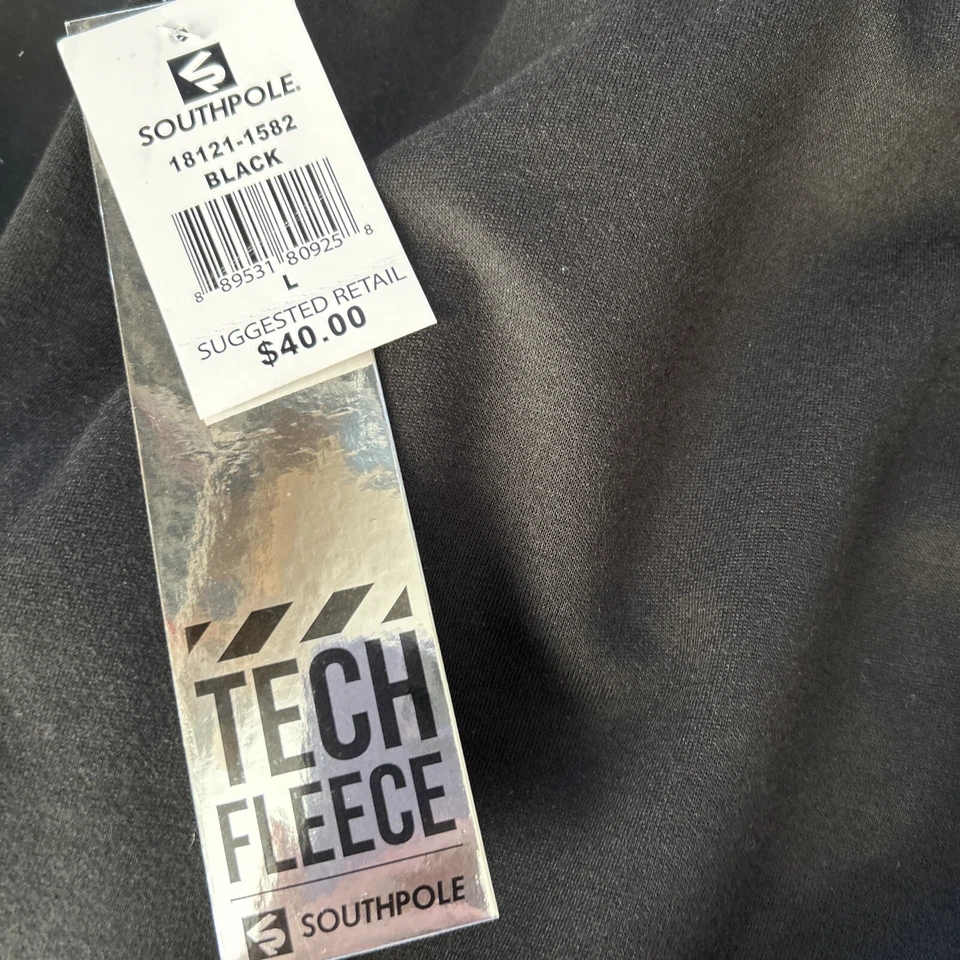 SOUTHPOLE®
18121-1582
BLACK
8 89531 80925 8
L
SUGGESTED RETAIL
$40.00
TECH
FLEECE
SOUTHPOLE